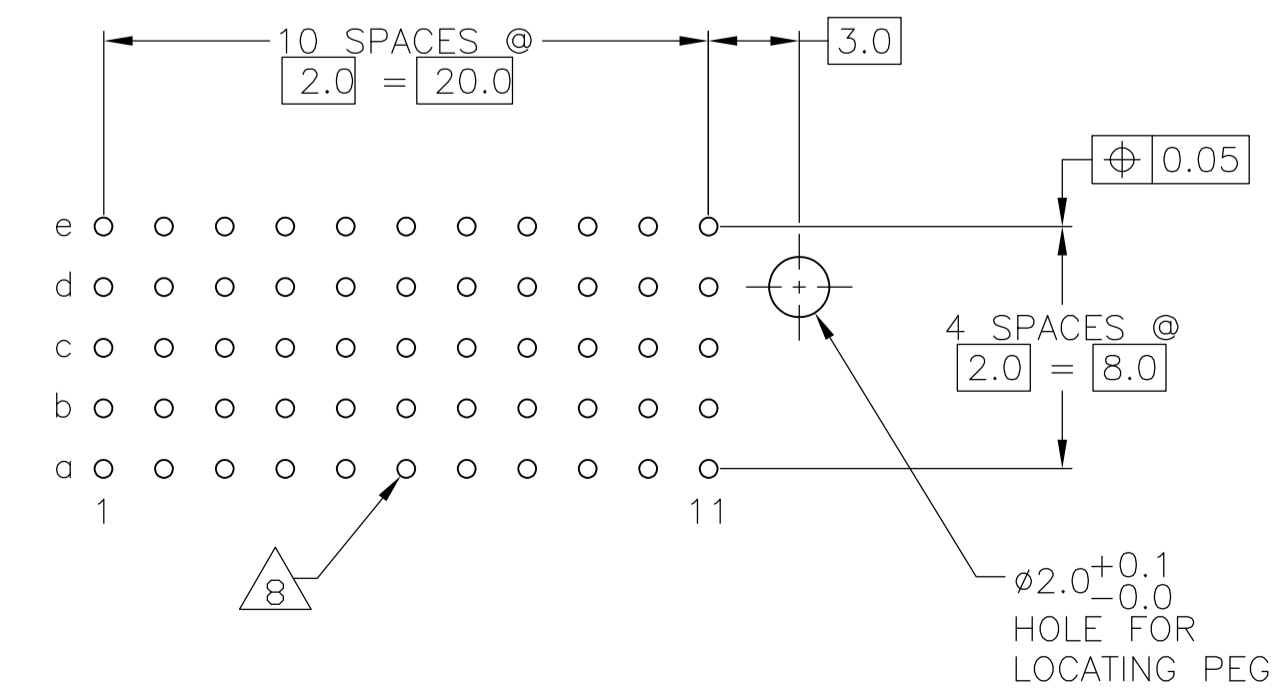 10 SPACES @
2.0 = 20.0
3.0
⌖ 0.05
e
d
c
b
a
1
11
4 SPACES @
2.0 = 8.0
8
⌀2.0 +0.1
-0.0
HOLE FOR
LOCATING PEG